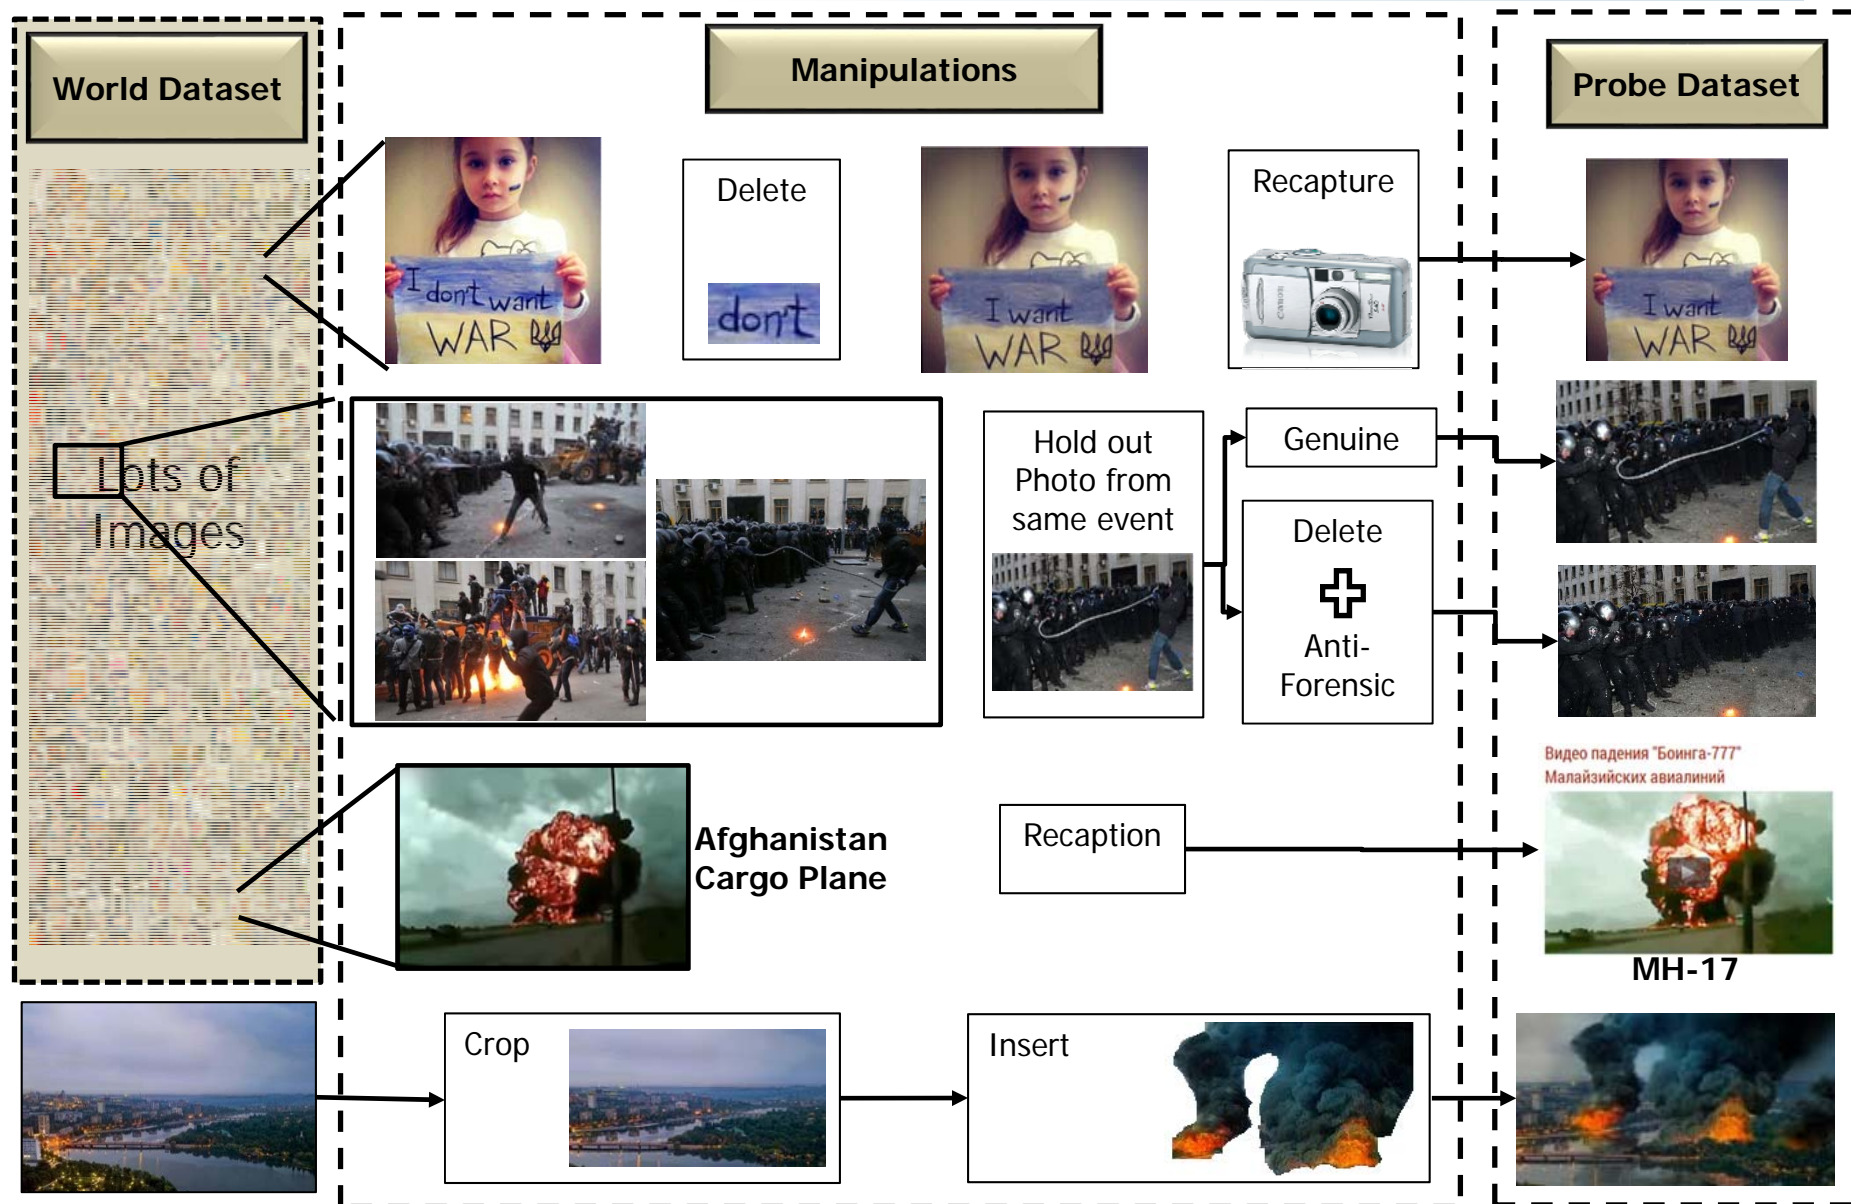 World Dataset
Manipulations
Probe Dataset
I
don't want
WAR
Delete
don't
I want
WAR
Recapture
Canon
I want
WAR
Lots of
Images
Hold out
Photo from
same event
Genuine
Delete
Anti-
Forensic
Afghanistan
Cargo Plane
Recaption
Видео падения "Боинга-777"
Малайзийских авиалиний
MH-17
Crop
Insert